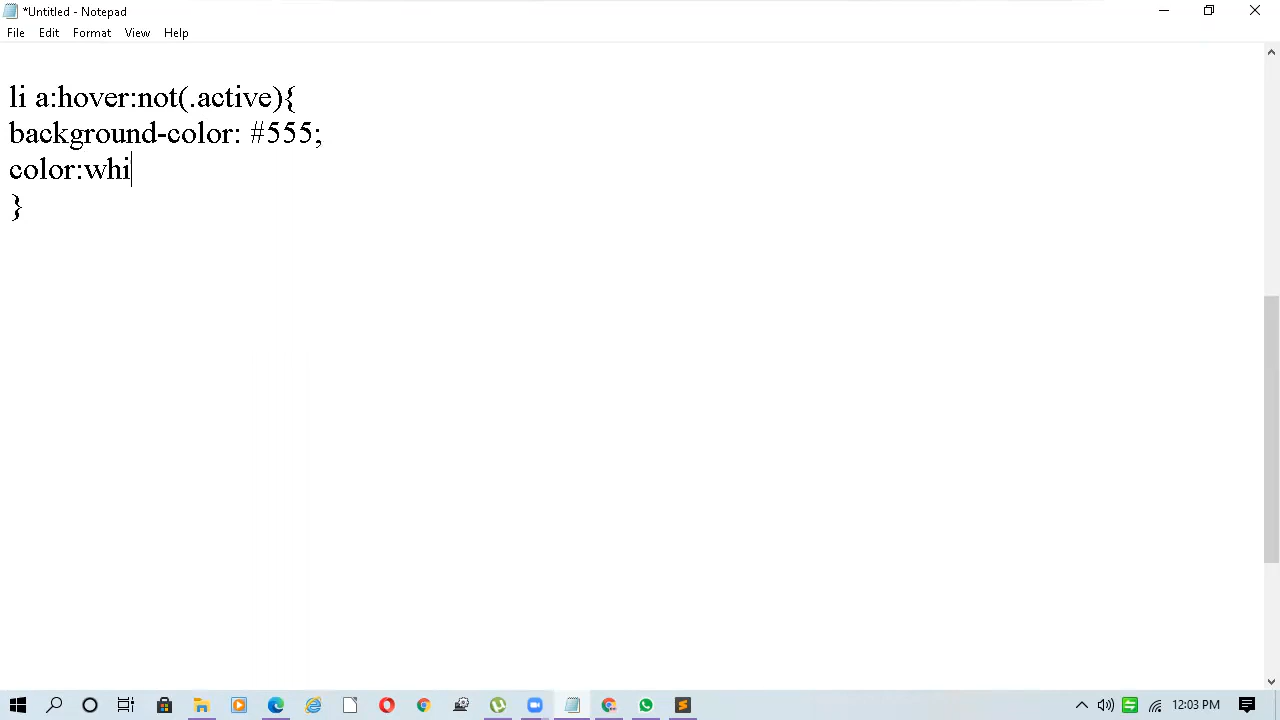 *Untitled - Notepad
File Edit Format View Help
li a:hover:not(.active){
background-color: #555;
color:whi
}
12:03 PM